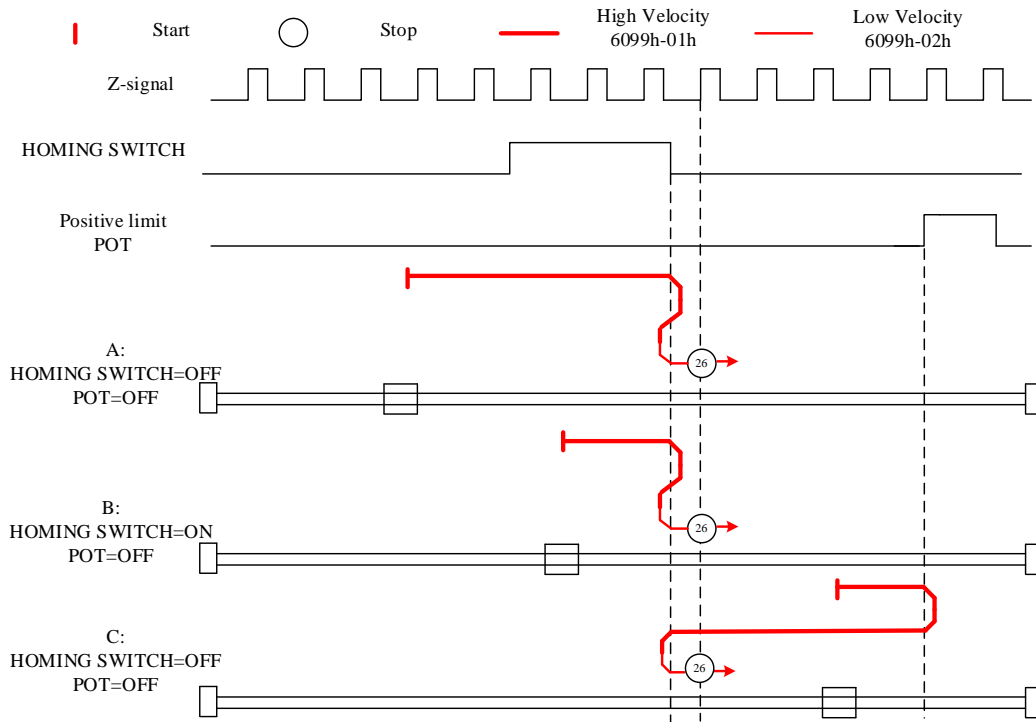 Start
Stop
High Velocity
6099h-01h
Low Velocity
6099h-02h
Z-signal
HOMING SWITCH
Positive limit
POT
26
A:
HOMING SWITCH=OFF
POT=OFF
26
B:
HOMING SWITCH=ON
POT=OFF
26
C:
HOMING SWITCH=OFF
POT=OFF